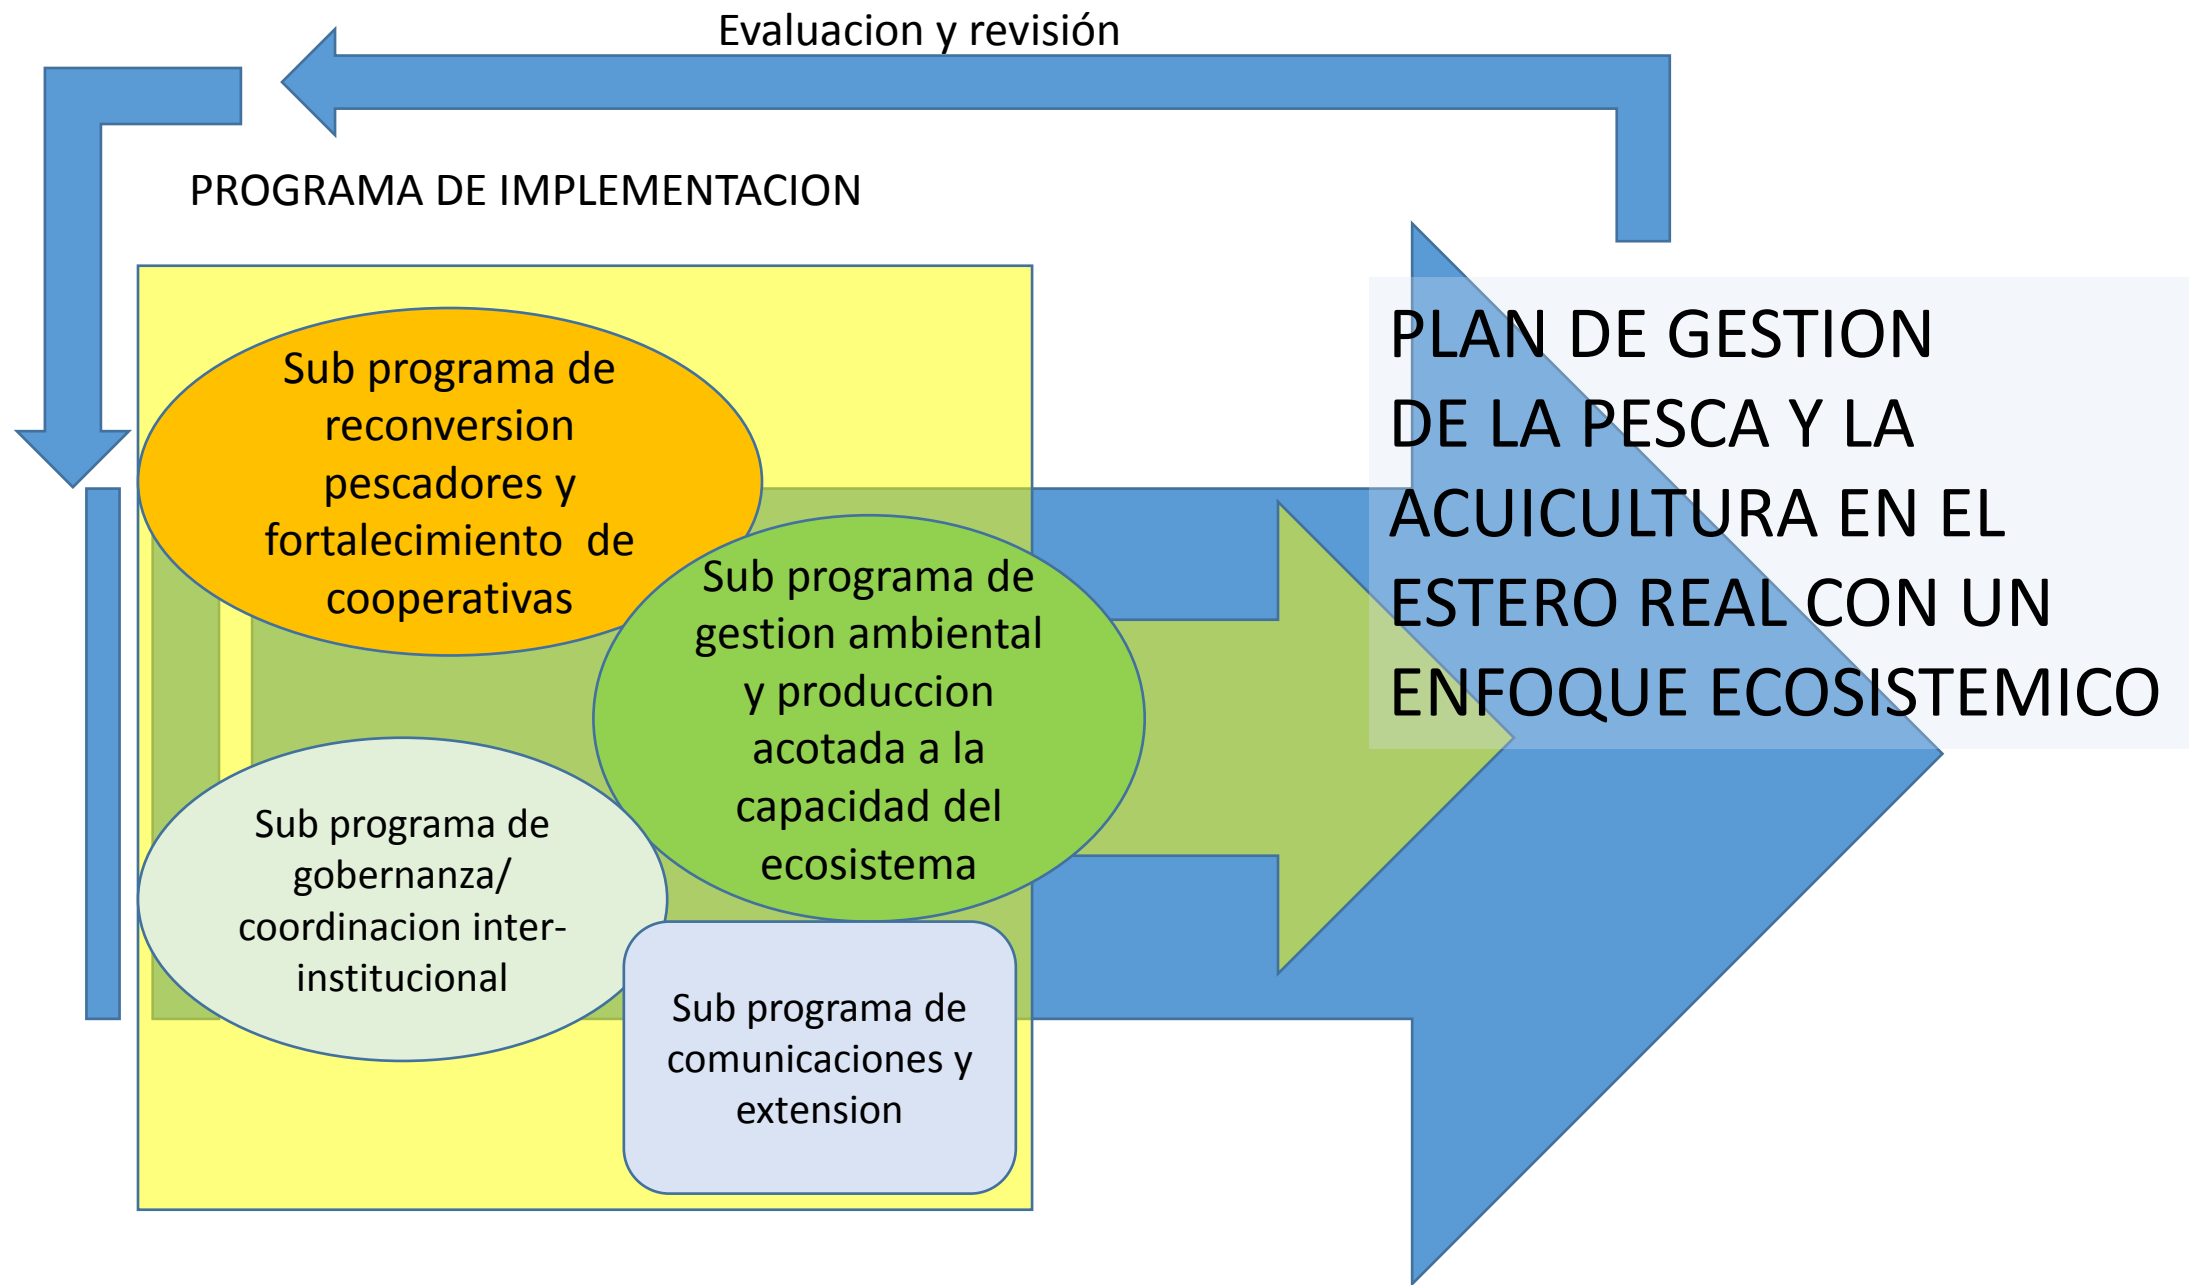 Evaluacion y revisión
PROGRAMA DE IMPLEMENTACION
Sub programa de
reconversion
pescadores y
fortalecimiento  de
cooperativas
Sub programa de
gestion ambiental
y produccion
acotada a la
capacidad del
ecosistema
Sub programa de
gobernanza/
coordinacion inter-
institucional
Sub programa de
comunicaciones y
extension
PLAN DE GESTION
DE LA PESCA Y LA
ACUICULTURA EN EL
ESTERO REAL CON UN
ENFOQUE ECOSISTEMICO